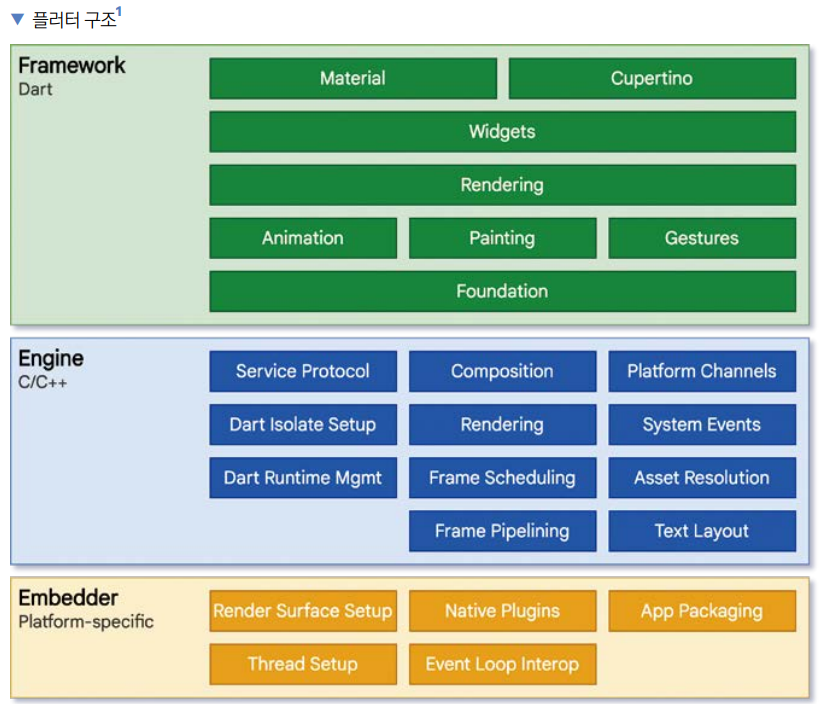 ▼ 플러터 구조1
Framework
Dart
Material Cupertino
Widgets
Rendering
Animation Painting Gestures
Foundation
Engine
C/C++
Service Protocol Composition Platform Channels
Dart Isolate Setup Rendering System Events
Dart Runtime Mgmt Frame Scheduling Asset Resolution
Frame Pipelining Text Layout
Embedder
Platform-specific
Render Surface Setup Native Plugins App Packaging
Thread Setup Event Loop Interop